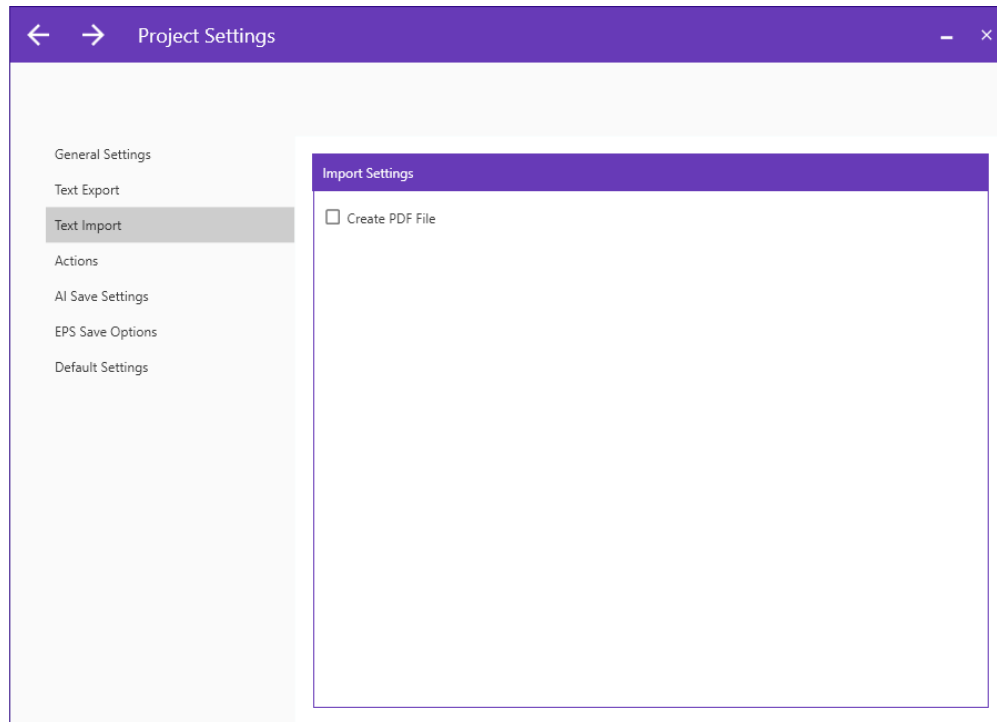 Project Settings
General Settings
Text Export
Text Import
Actions
AI Save Settings
EPS Save Options
Default Settings
Import Settings
Create PDF File